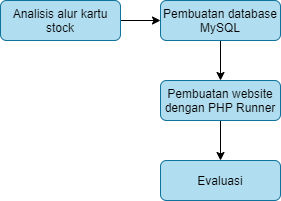 Analisis alur kartu
stock
Pembuatan database
MySQL
Pembuatan website
dengan PHP Runner
Evaluasi